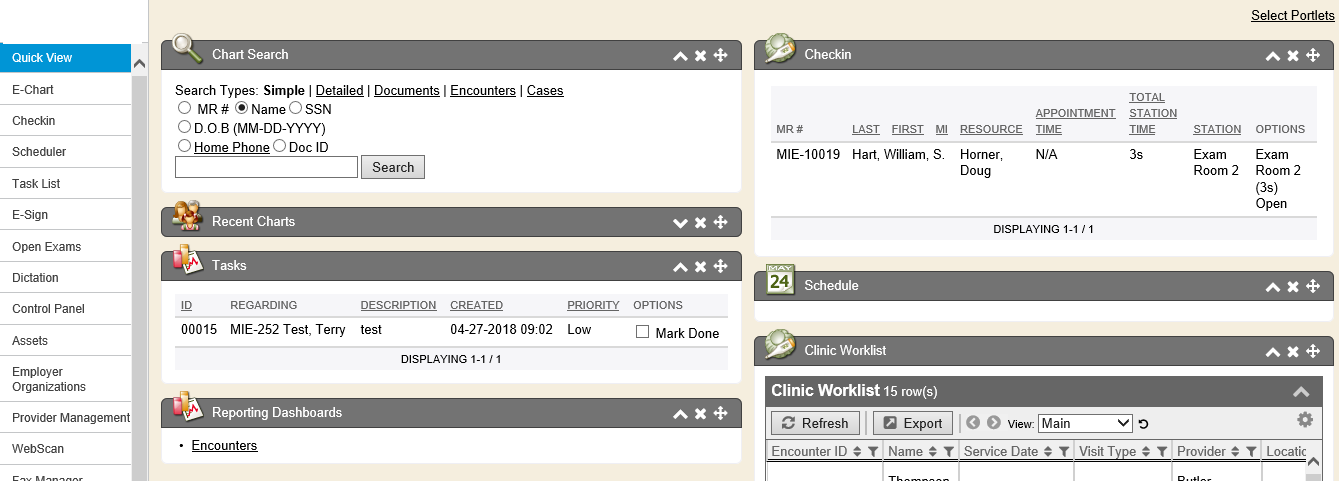 Select Portlets
Quick View
E-Chart
Checkin
Scheduler
Task List
E-Sign
Open Exams
Dictation
Control Panel
Assets
Employer
Organizations
Provider Management
WebScan
Fax Manager
Chart Search
Search Types: Simple | Detailed | Documents | Encounters | Cases
MR # Name SSN
D.O.B (MM-DD-YYYY)
Home Phone Doc ID
Search
Recent Charts
Tasks
ID REGARDING DESCRIPTION CREATED PRIORITY OPTIONS
00015 MIE-252 Test, Terry test 04-27-2018 09:02 Low Mark Done
DISPLAYING 1-1 / 1
Reporting Dashboards
• Encounters
Checkin
MR # LAST FIRST MI RESOURCE APPOINTMENT TIME TOTAL STATION TIME STATION OPTIONS
MIE-10019 Hart, William, S. Horner, Doug N/A 3s Exam Room 2 Exam Room 2 (3s) Open
DISPLAYING 1-1 / 1
MAY
24
Schedule
Clinic Worklist
Clinic Worklist 15 row(s)
Refresh Export View: Main
Encounter ID Name Service Date Visit Type Provider Locatic
Thompson Butler